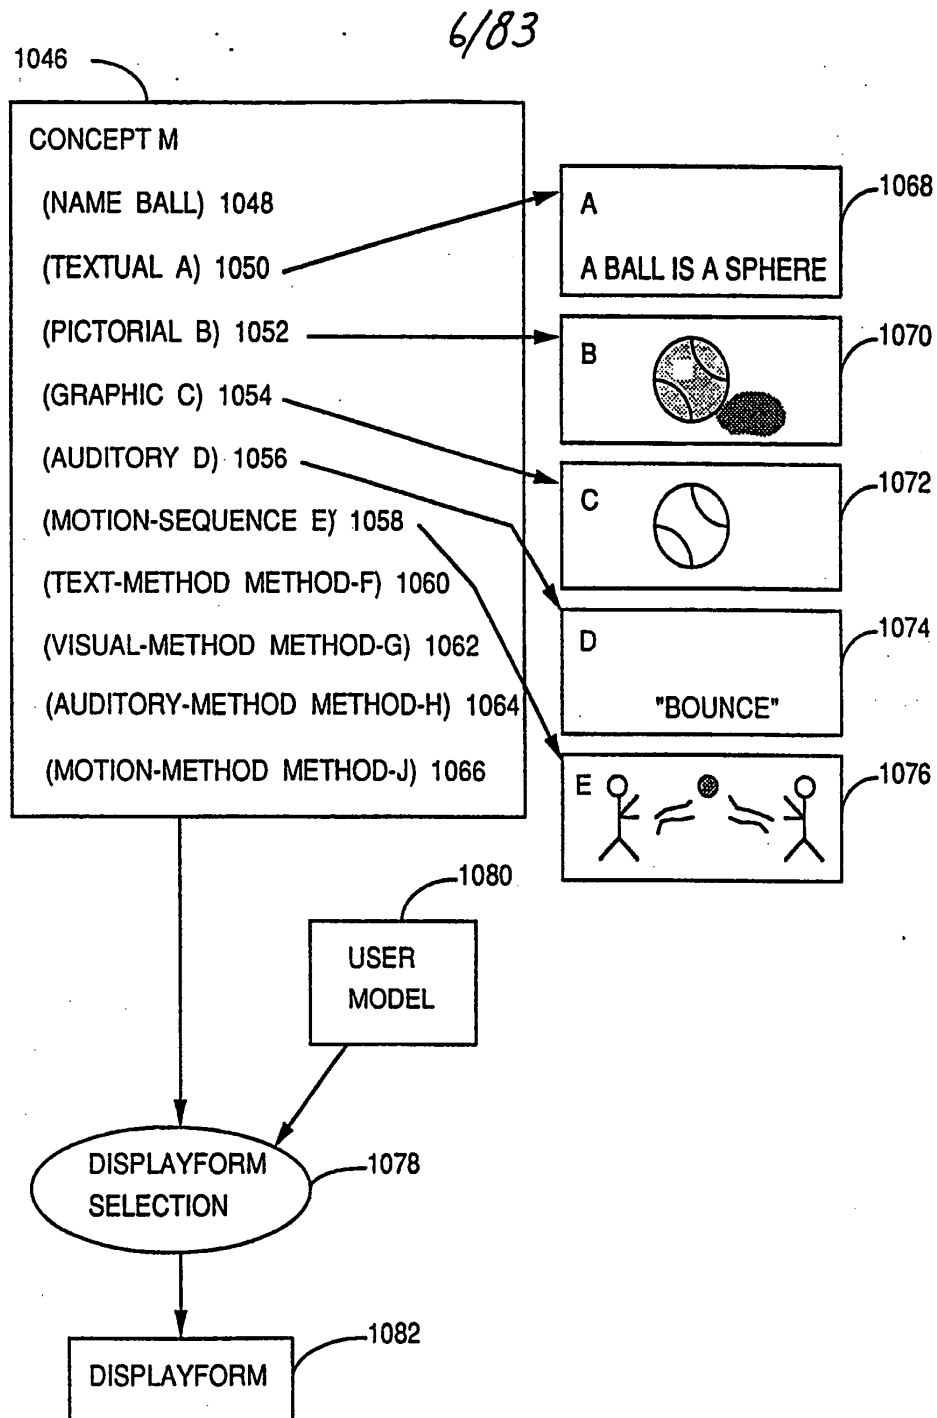 6/83
1046
CONCEPT M
(NAME BALL) 1048
(TEXTUAL A) 1050
(PICTORIAL B) 1052
(GRAPHIC C) 1054
(AUDITORY D) 1056
(MOTION-SEQUENCE E) 1058
(TEXT-METHOD METHOD-F) 1060
(VISUAL-METHOD METHOD-G) 1062
(AUDITORY-METHOD METHOD-H) 1064
(MOTION-METHOD METHOD-J) 1066
A
1068
A BALL IS A SPHERE
B
1070
C
1072
D
1074
"BOUNCE"
E
1076
1080
USER
MODEL
DISPLAYFORM
SELECTION
1078
1082
DISPLAYFORM